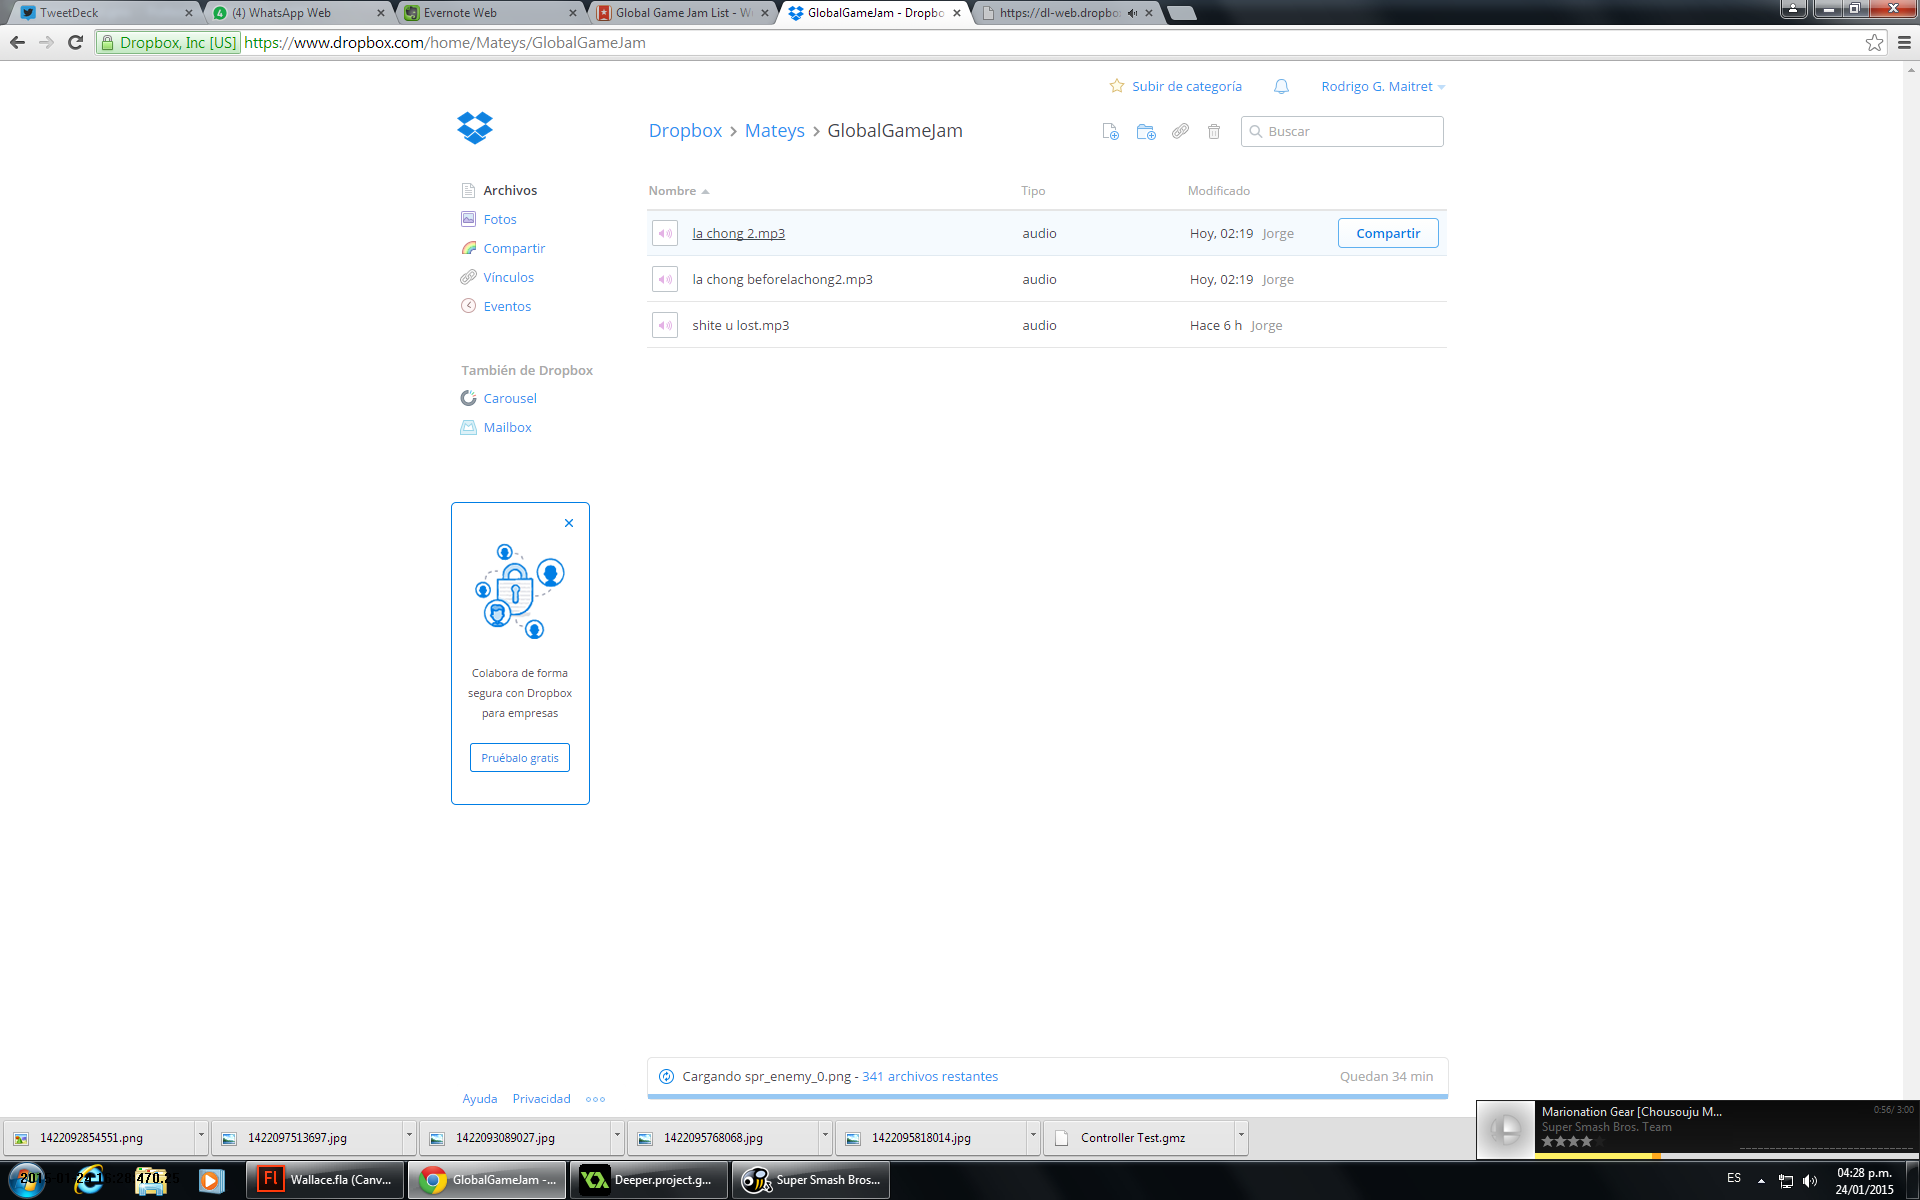 TweetDeck
(4) WhatsApp Web
Evernote Web
Global Game Jam List - W
GlobalGameJam - Dropbo
https://dl-web.dropbo
Dropbox, Inc [US] https://www.dropbox.com/home/Mateys/GlobalGameJam
Subir de categoría
Rodrigo G. Maitret
Dropbox > Mateys > GlobalGameJam
Buscar
Archivos
Fotos
Compartir
Vínculos
Eventos
También de Dropbox
Carousel
Mailbox
Nombre Tipo Modificado
la chong 2.mp3 audio Hoy, 02:19 Jorge Compartir
la chong beforelachong2.mp3 audio Hoy, 02:19 Jorge
shite u lost.mp3 audio Hace 6 h Jorge
Colabora de forma
segura con Dropbox
para empresas
Pruébalo gratis
Cargando spr_enemy_0.png - 341 archivos restantes Quedan 34 min
Ayuda Privacidad
1422092854551.png
1422097513697.jpg
1422093089027.jpg
1422095768068.jpg
1422095818014.jpg
Controller Test.gmz
Marionation Gear [Chousouju M... 0:56/ 3:00
Super Smash Bros. Team
Wallace.fla (Canv...
GlobalGameJam -...
Deeper.project.g...
Super Smash Bros...
ES
04:28 p.m.
24/01/2015